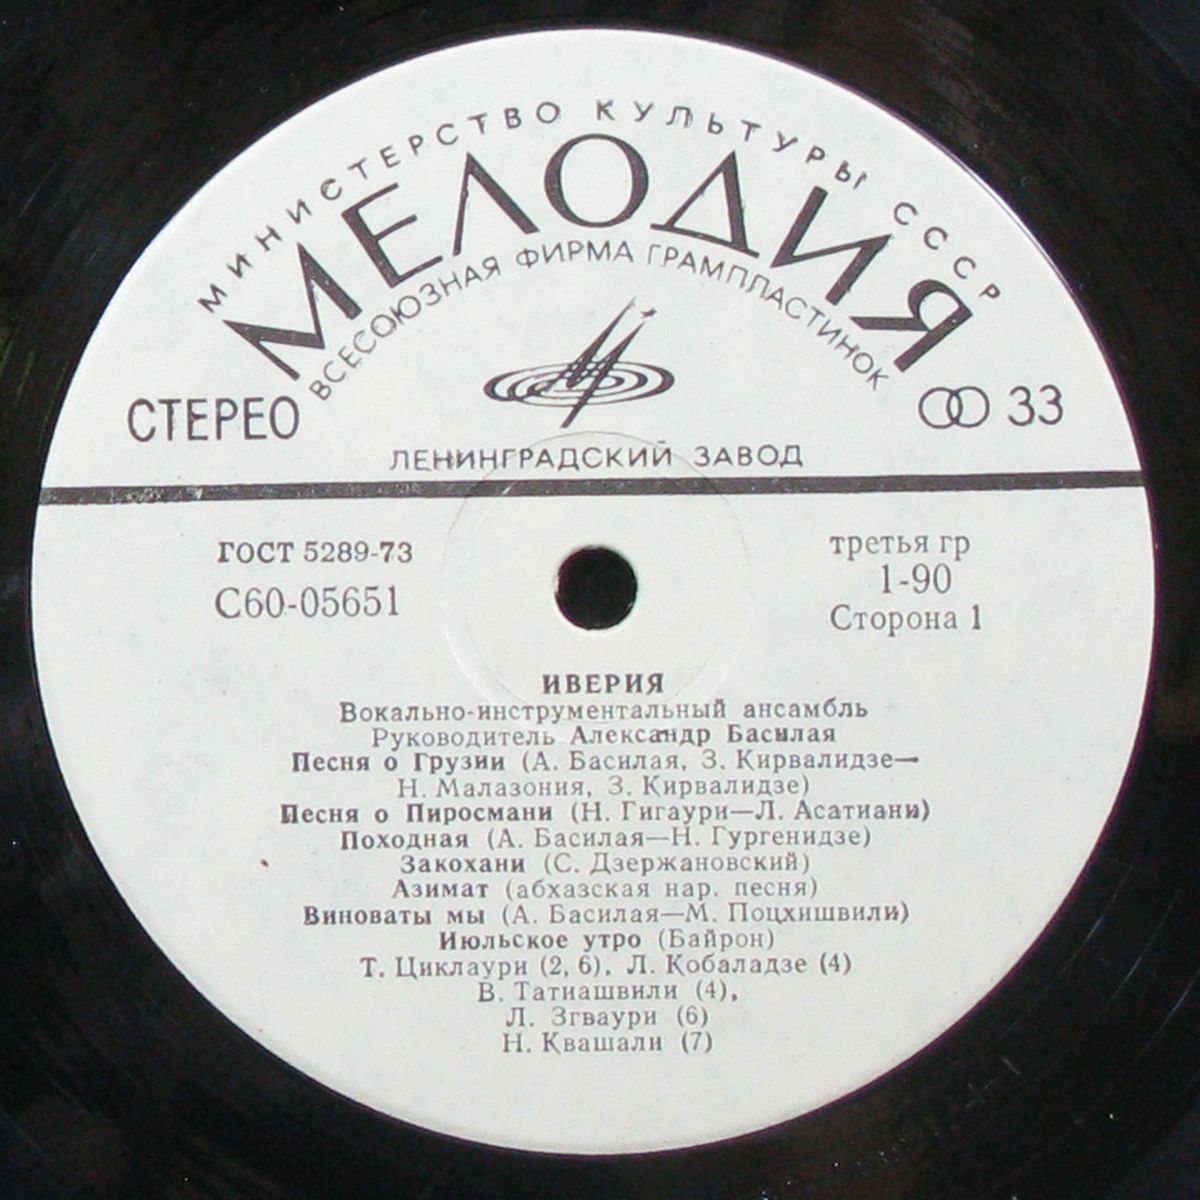 МИНИСТЕРСТВО КУЛЬТУРЫ СССР
МЕЛОДИЯ
ВСЕСОЮЗНАЯ ФИРМА ГРАМПЛАСТИНОК
СТЕРЕО
33
ЛЕНИНГРАДСКИЙ ЗАВОД
ГОСТ 5289-73
С60-05651
третья гр
1-90
Сторона 1
ИВЕРИЯ
Вокально-инструментальный ансамбль
Руководитель Александр Басилая
Песня о Грузии (А. Басилая, З. Кирвалидзе—
Н. Малазония, З. Кирвалидзе)
Песня о Пиросмани (Н. Гигаури—Л. Асатиани)
Походная (А. Басилая—Н. Гургенидзе)
Закохани (С. Дзержановский)
Азимат (абхазская нар. песня)
Виноваты мы (А. Басилая—М. Поцхишвили)
Июльское утро (Байрон)
Т. Циклаури (2, 6), Л. Кобаладзе (4)
В. Татиашвили (4),
Л. Згваури (6)
Н. Квашали (7)